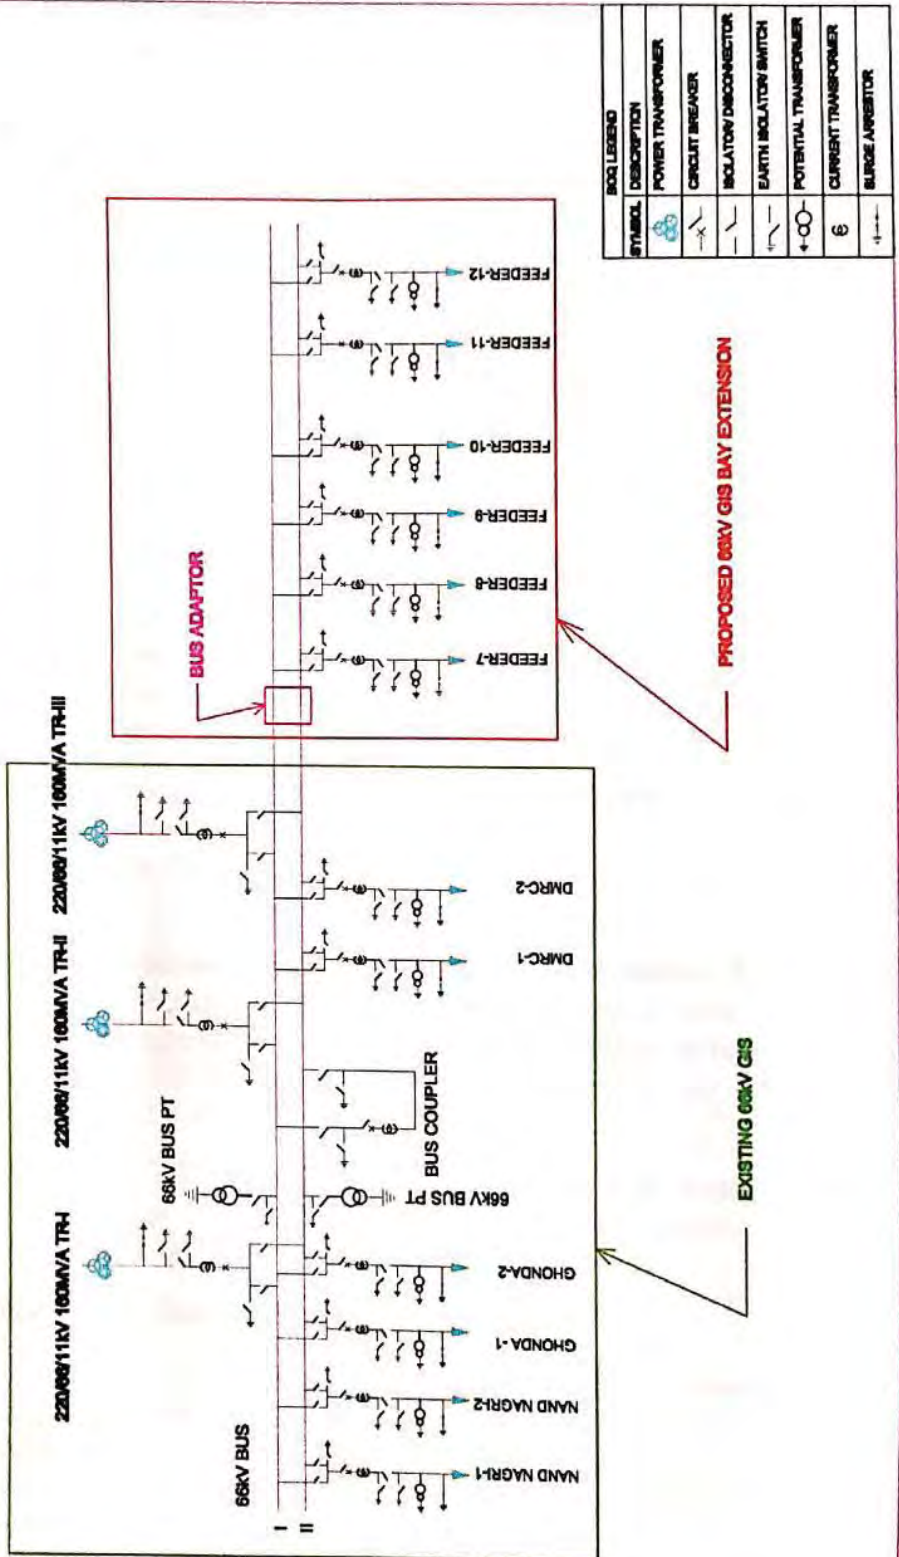 220/66/11kV 160MVA TR-I
220/66/11kV 160MVA TR-II
220/66/11kV 160MVA TR-III
66kV BUS PT
66kV BUS
I
II
66kV BUS PT
BUS COUPLER
BUS ADAPTOR
NAND NAGRI-1
NAND NAGRI-2
GHONDA -1
GHONDA-2
DMRC-1
DMRC-2
FEEDER-7
FEEDER-8
FEEDER-9
FEEDER-10
FEEDER-11
FEEDER-12
EXISTING 66kV GIS
PROPOSED 66kV GIS BAY EXTENSION
BOQ LEGEND
SYMBOL DESCRIPTION
POWER TRANSFORMER
CIRCUIT BREAKER
ISOLATOR/ DISCONNECTOR
EARTH ISOLATOR/ SWITCH
POTENTIAL TRANSFORMER
CURRENT TRANSFORMER
SURGE ARRESTOR